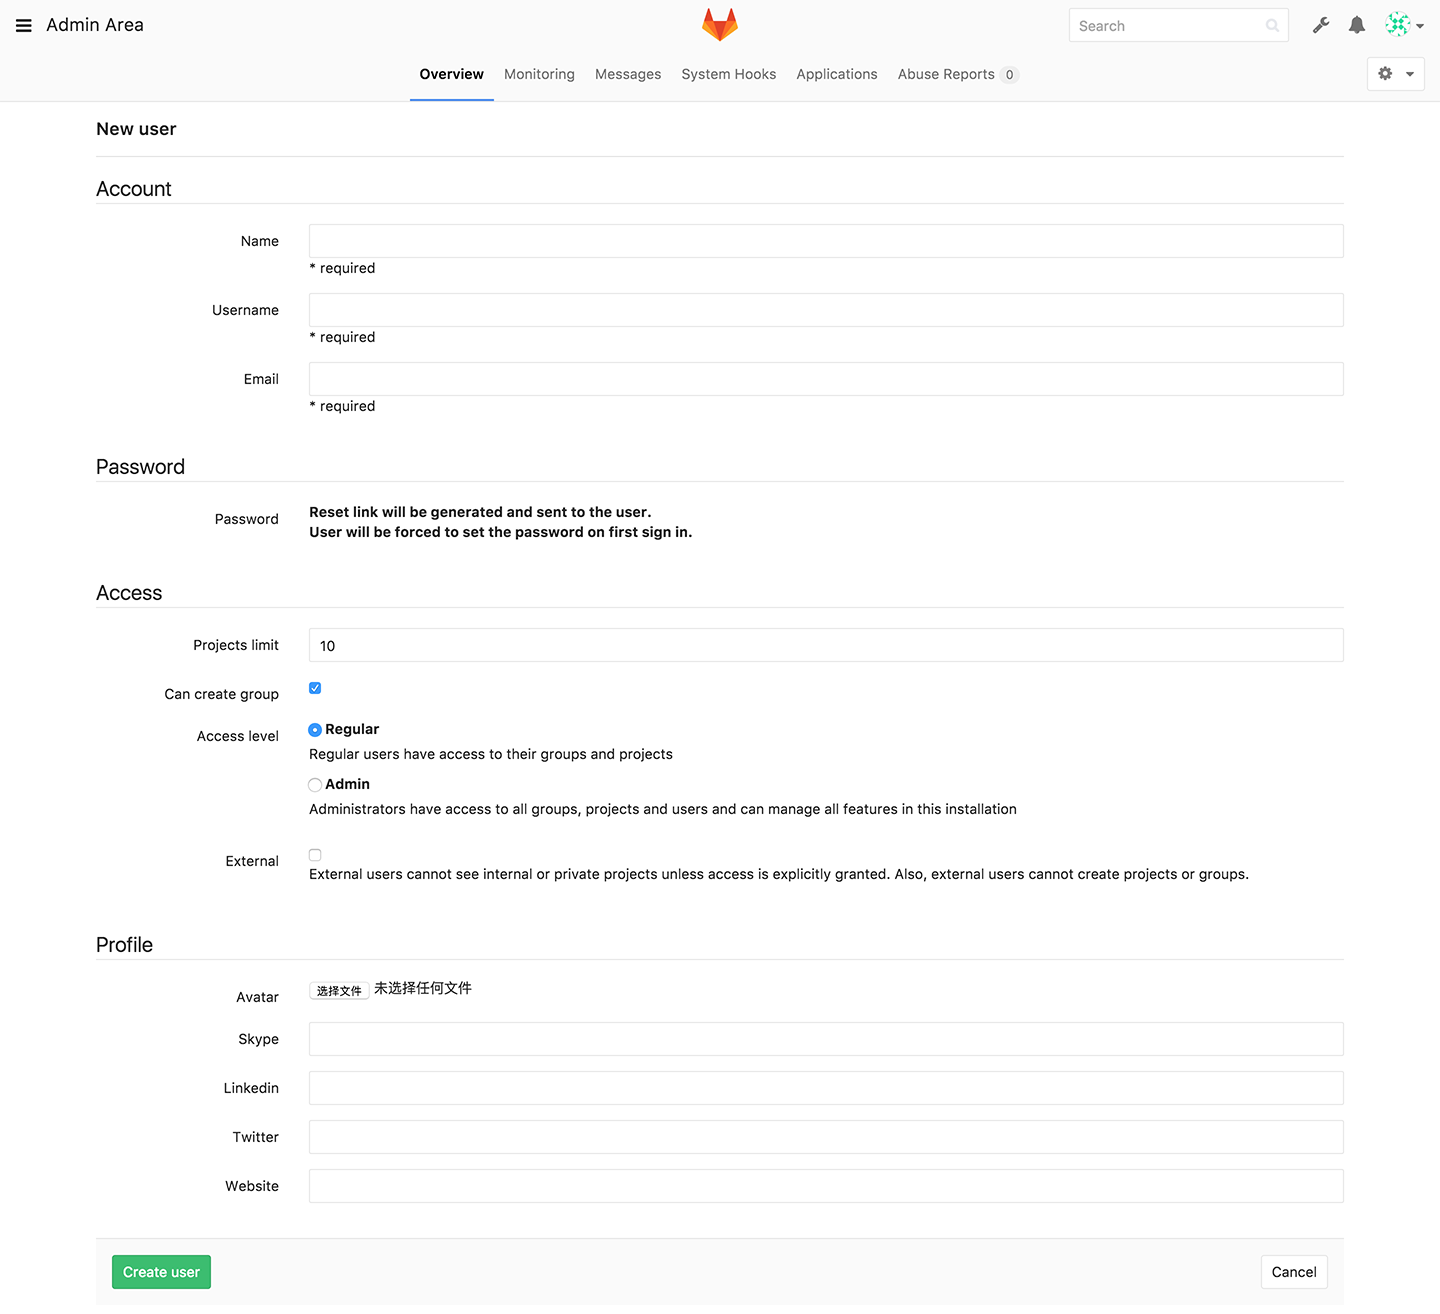 Admin Area
Search
Overview Monitoring Messages System Hooks Applications Abuse Reports 0
New user
Account
Name
* required
Username
* required
Email
* required
Password
Password
Reset link will be generated and sent to the user.
User will be forced to set the password on first sign in.
Access
Projects limit 10
Can create group
Access level Regular
Regular users have access to their groups and projects
Admin
Administrators have access to all groups, projects and users and can manage all features in this installation
External
External users cannot see internal or private projects unless access is explicitly granted. Also, external users cannot create projects or groups.
Profile
Avatar 选择文件 未选择任何文件
Skype
Linkedin
Twitter
Website
Create user Cancel